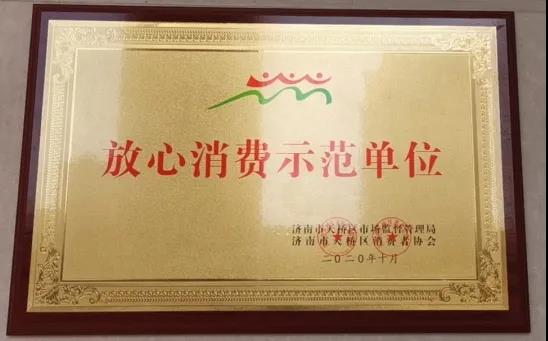 放心消费示范单位
济南市天桥区市场监督管理局
济南市天桥区消费者协会
二〇二〇年十月